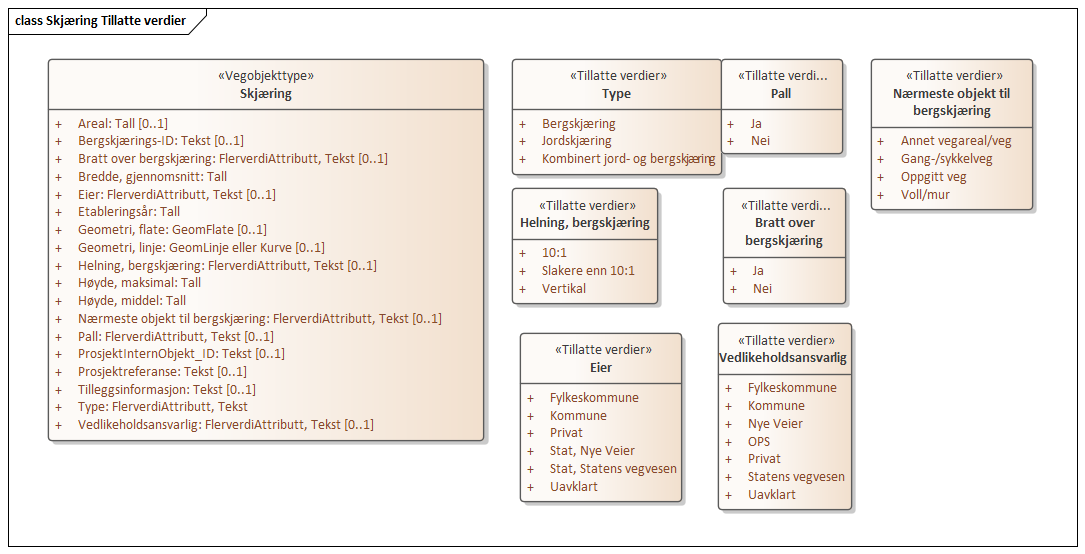 class Skjæring Tillatte verdier
«Vegobjekttype»
Skjæring
+ Areal: Tall [0..1]
+ Bergskjærings-ID: Tekst [0..1]
+ Bratt over bergskjæring: FlerverdiAttributt, Tekst [0..1]
+ Bredde, gjennomsnitt: Tall
+ Eier: FlerverdiAttributt, Tekst [0..1]
+ Etableringsår: Tall
+ Geometri, flate: GeomFlate [0..1]
+ Geometri, linje: GeomLinje eller Kurve [0..1]
+ Helning, bergskjæring: FlerverdiAttributt, Tekst [0..1]
+ Høyde, maksimal: Tall
+ Høyde, middel: Tall
+ Nærmeste objekt til bergskjæring: FlerverdiAttributt, Tekst [0..1]
+ Pall: FlerverdiAttributt, Tekst [0..1]
+ ProsjektInternObjekt_ID: Tekst [0..1]
+ Prosjektreferanse: Tekst [0..1]
+ Tilleggsinformasjon: Tekst [0..1]
+ Type: FlerverdiAttributt, Tekst
+ Vedlikeholdsansvarlig: FlerverdiAttributt, Tekst [0..1]
«Tillatte verdier»
Type
+ Bergskjæring
+ Jordskjæring
+ Kombinert jord- og bergskjæring
«Tillatte verdi...
Pall
+ Ja
+ Nei
«Tillatte verdier»
Nærmeste objekt til
bergskjæring
+ Annet vegareal/veg
+ Gang-/sykkelveg
+ Oppgitt veg
+ Voll/mur
«Tillatte verdier»
Helning, bergskjæring
+ 10:1
+ Slakere enn 10:1
+ Vertikal
«Tillatte verdi...
Bratt over
bergskjæring
+ Ja
+ Nei
«Tillatte verdier»
Eier
+ Fylkeskommune
+ Kommune
+ Privat
+ Stat, Nye Veier
+ Stat, Statens vegvesen
+ Uavklart
«Tillatte verdier»
Vedlikeholdsansvarlig
+ Fylkeskommune
+ Kommune
+ Nye Veier
+ OPS
+ Privat
+ Statens vegvesen
+ Uavklart